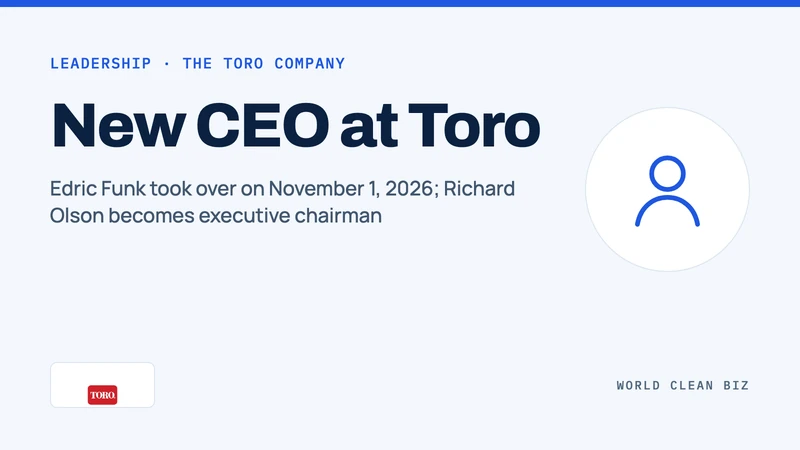 LEADERSHIP · THE TORO COMPANY
New CEO at Toro
Edric Funk took over on November 1, 2026; Richard
Olson becomes executive chairman
TORO
WORLD CLEAN BIZ